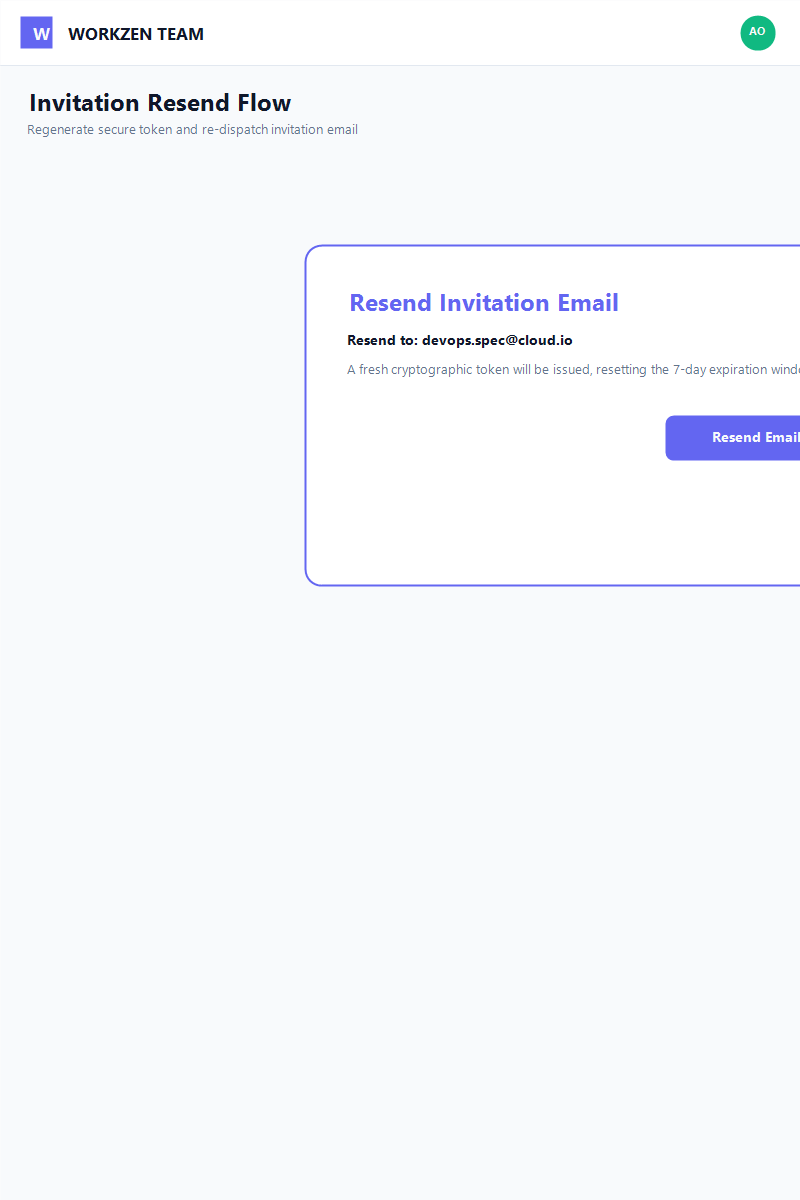 W WORKZEN TEAM
AO
Invitation Resend Flow
Regenerate secure token and re-dispatch invitation email
Resend Invitation Email
Resend to: devops.spec@cloud.io
A fresh cryptographic token will be issued, resetting the 7-day expiration
Resend Email